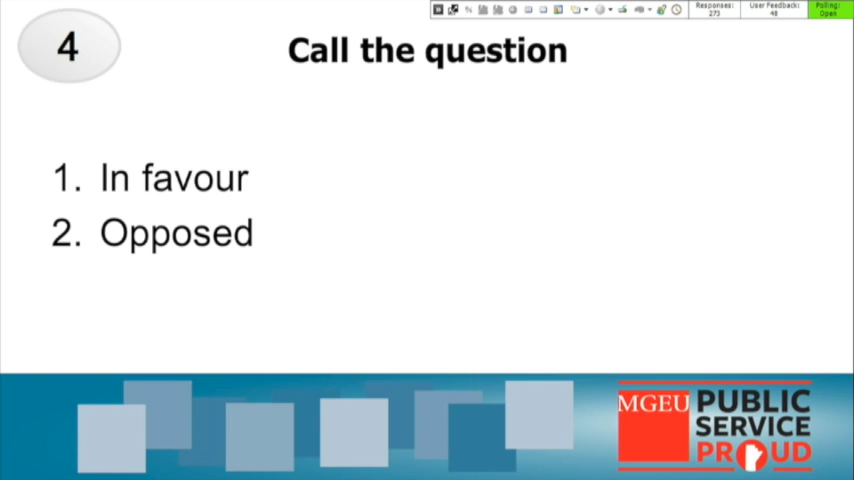 Responses:
273
User Feedback:
48
Polling:
Open
4
Call the question
1. In favour
2. Opposed
MGEU
PUBLIC
SERVICE
PROUD